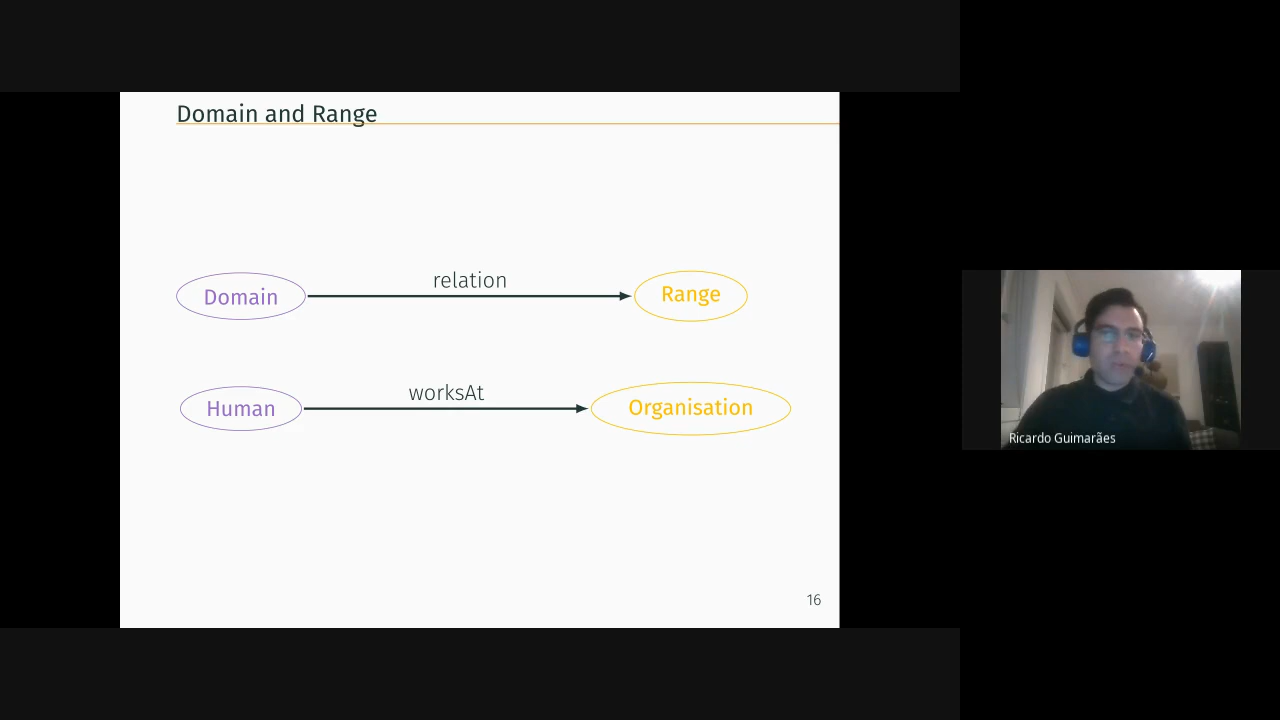 Domain and Range
relation
Domain
Range
worksAt
Human
Organisation
16
Ricardo Guimarães